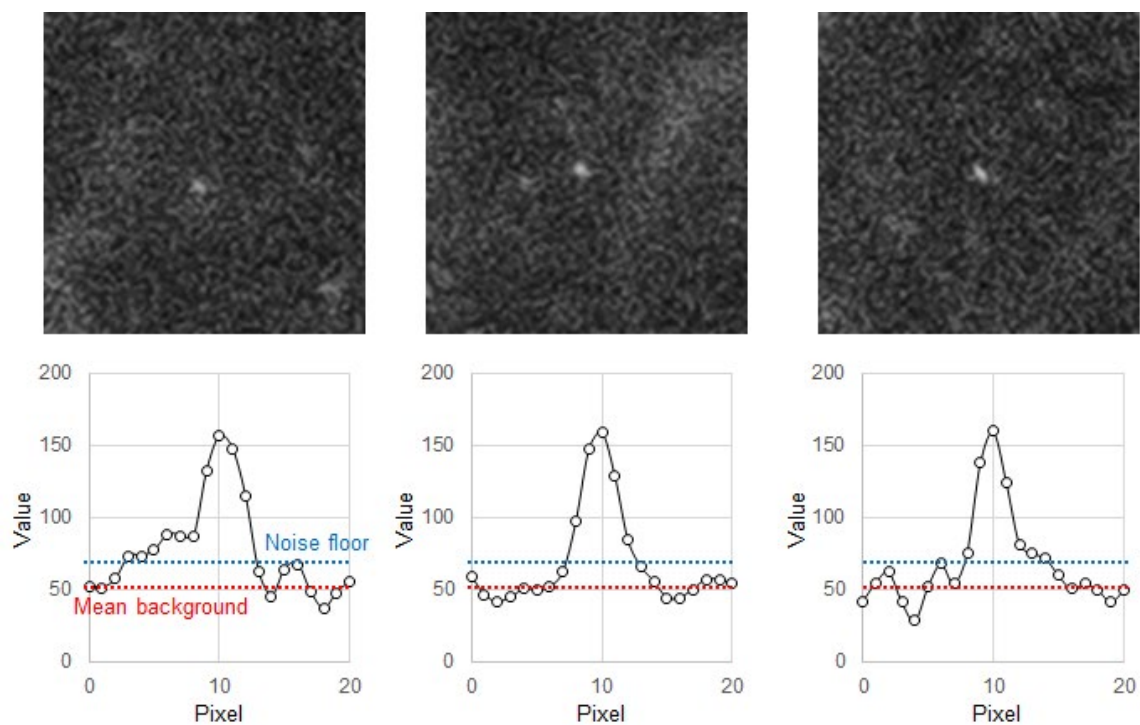 200 200 200
150 150 150
100 100 100
50 50 50
0 0 0
Value Value Value
Noise floor
Mean background
0 10 20 0 10 20 0 10 20
Pixel Pixel Pixel